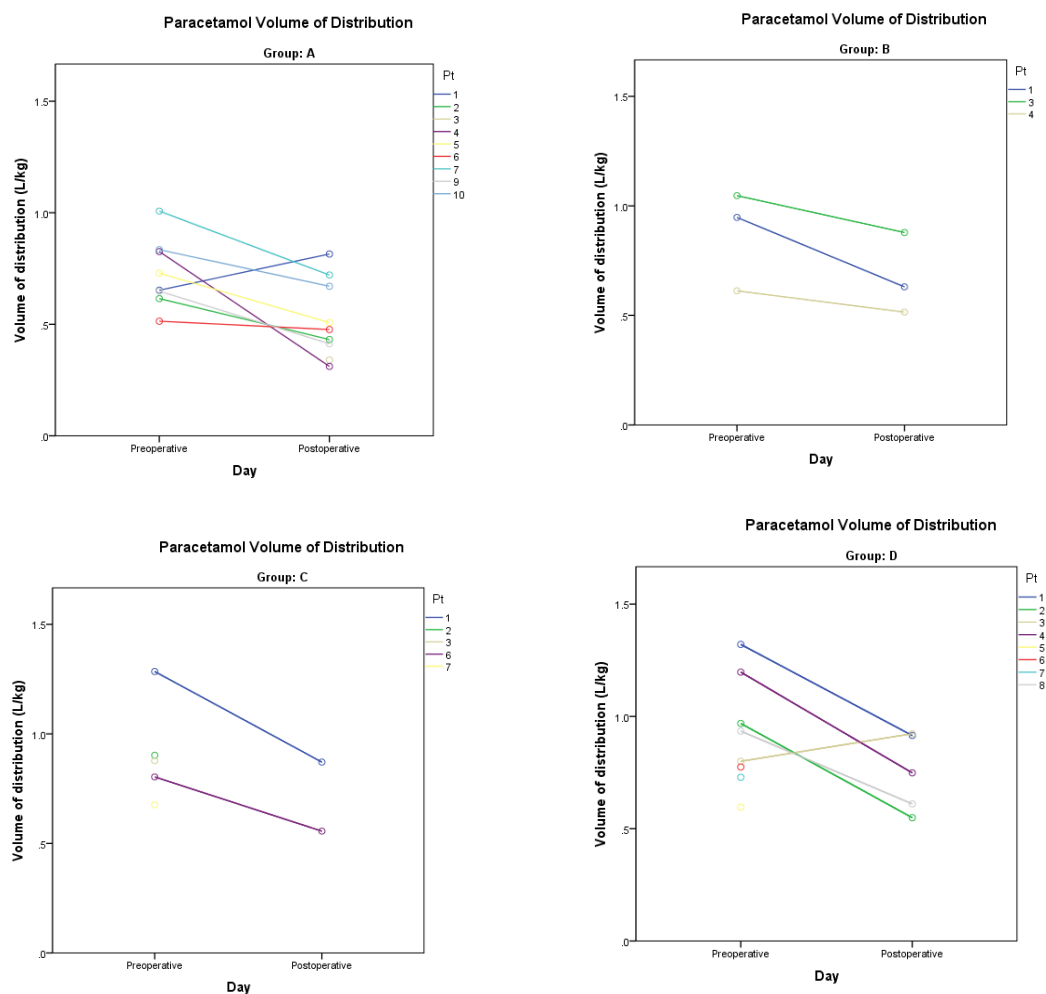 Paracetamol Volume of Distribution
Group: A
Pt
1
2
3
4
5
6
7
9
10
Volume of distribution (L/kg)
1.5
1.0
.5
.0
Preoperative
Postoperative
Day
Paracetamol Volume of Distribution
Group: B
Pt
1
3
4
Volume of distribution (L/kg)
1.5
1.0
.5
.0
Preoperative
Postoperative
Day
Paracetamol Volume of Distribution
Group: C
Pt
1
2
3
6
7
Volume of distribution (L/kg)
1.5
1.0
.5
.0
Preoperative
Postoperative
Day
Paracetamol Volume of Distribution
Group: D
Pt
1
2
3
4
5
6
7
8
Volume of distribution (L/kg)
1.5
1.0
.5
.0
Preoperative
Postoperative
Day